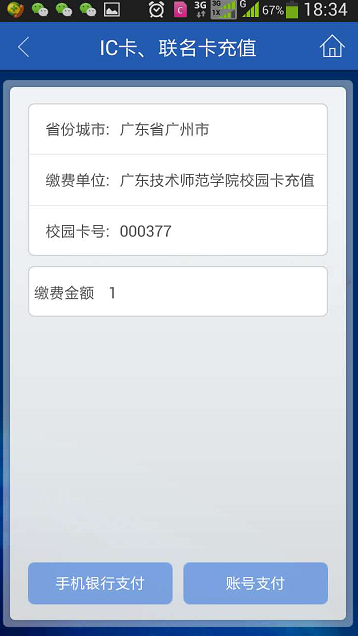 3G 3G 1X G 67% 18:34
IC卡、联名卡充值
省份城市: 广东省广州市
缴费单位: 广东技术师范学院校园卡充值
校园卡号: 000377
缴费金额 1
手机银行支付 账号支付